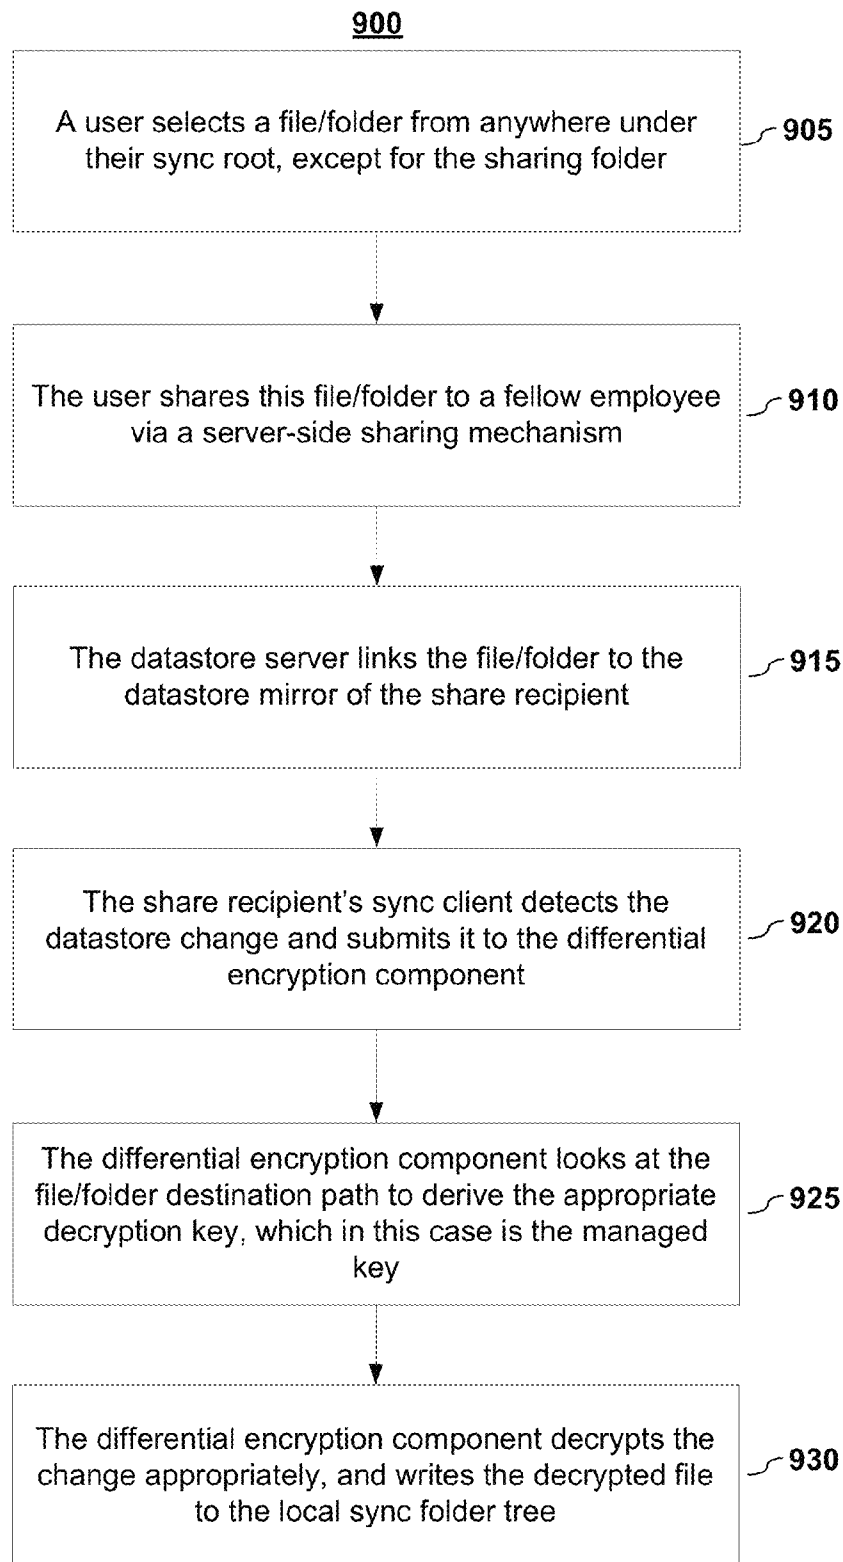 900
A user selects a file/folder from anywhere under
their sync root, except for the sharing folder
905
The user shares this file/folder to a fellow employee
via a server-side sharing mechanism
910
The datastore server links the file/folder to the
datastore mirror of the share recipient
915
The share recipient's sync client detects the
datastore change and submits it to the differential
encryption component
920
The differential encryption component looks at the
file/folder destination path to derive the appropriate
decryption key, which in this case is the managed
key
925
The differential encryption component decrypts the
change appropriately, and writes the decrypted file
to the local sync folder tree
930